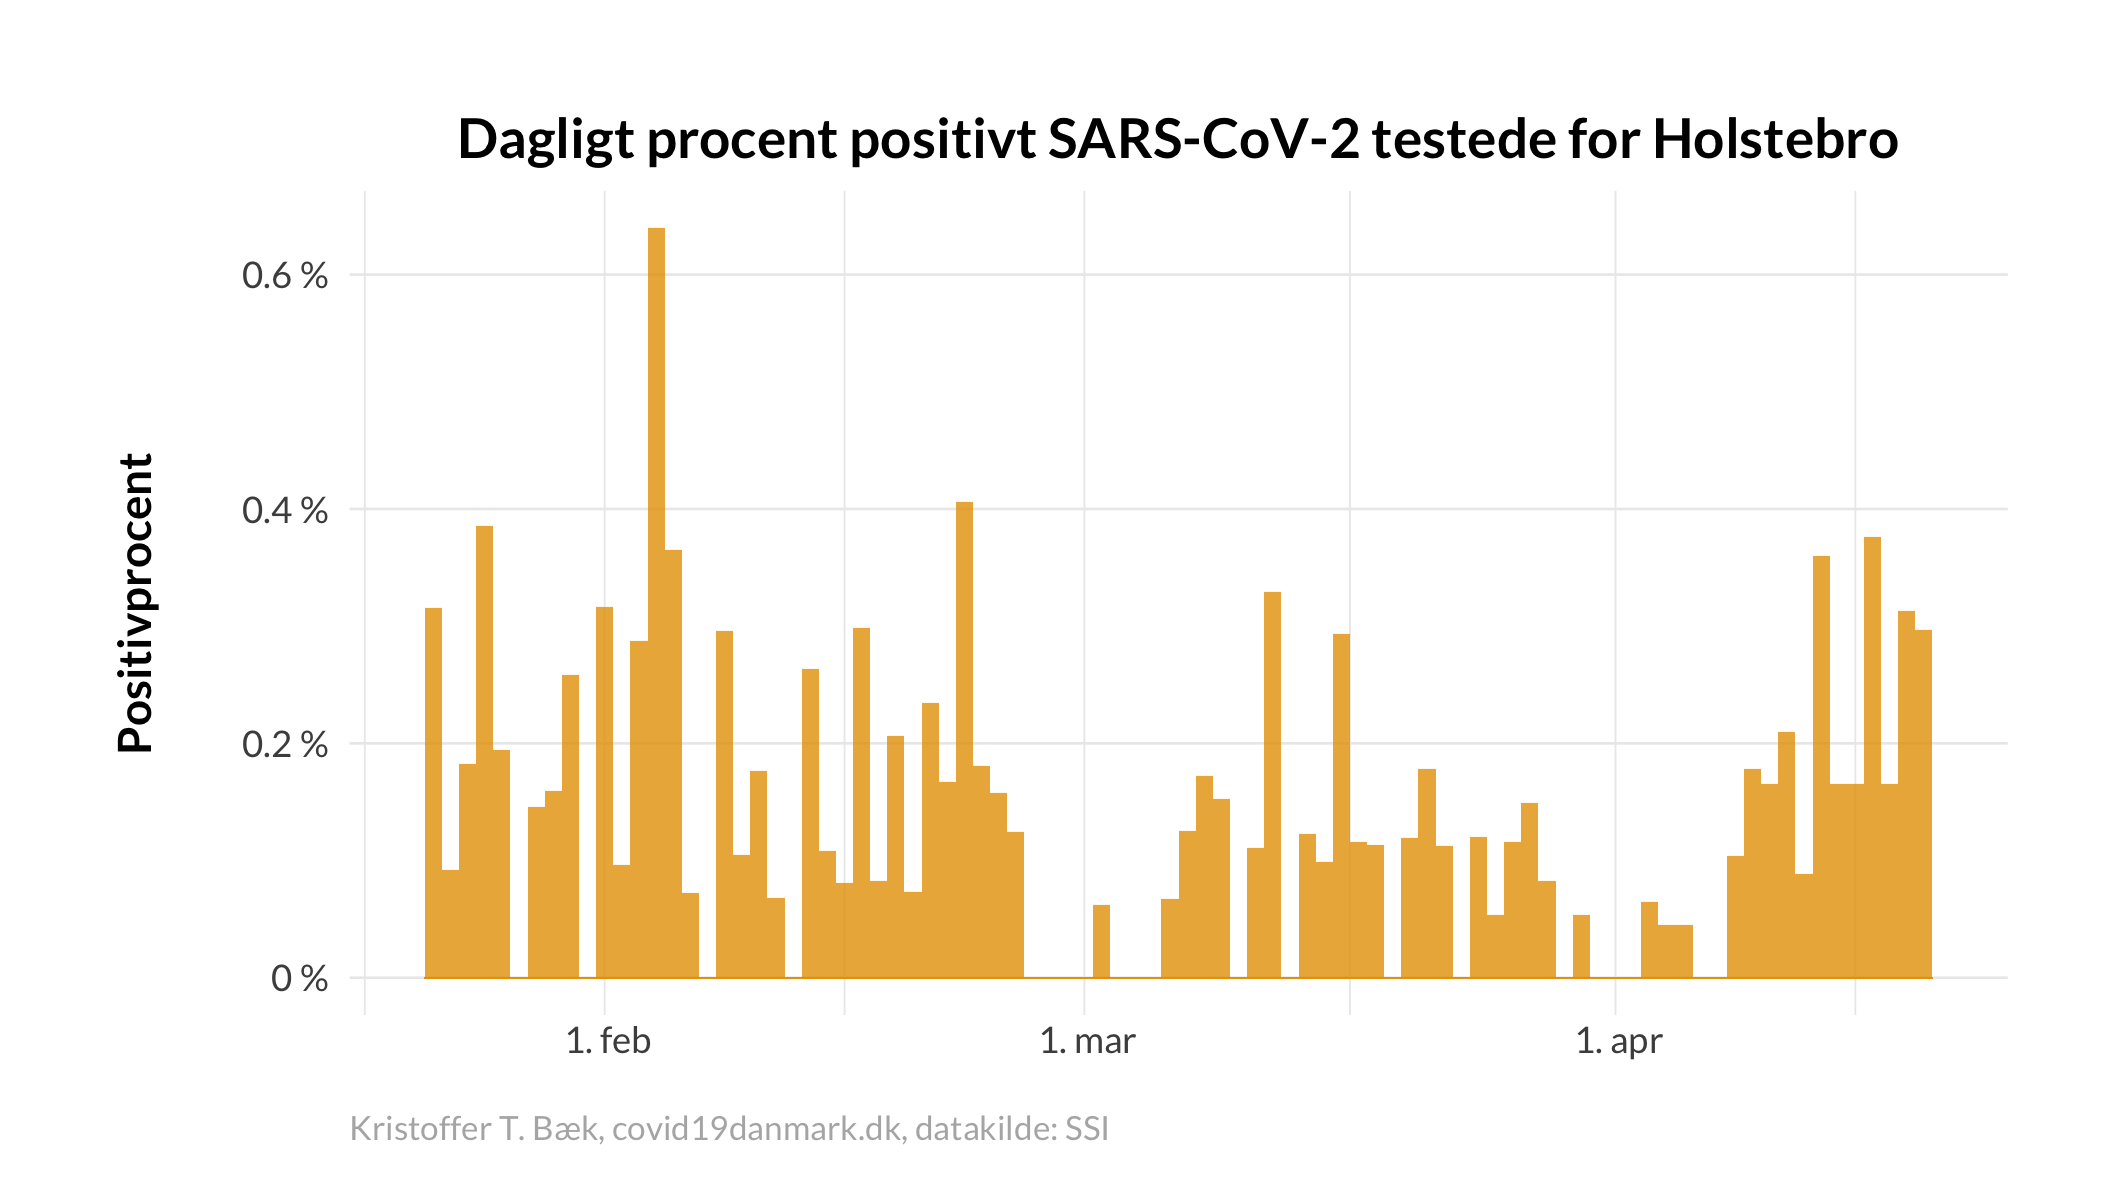 Dagligt procent positivt SARS-CoV-2 testede for Holstebro
Positivprocent
0.6 %
0.4 %
0.2 %
0 %
1. feb
1. mar
1. apr
Kristoffer T. Bæk, covid19danmark.dk, datakilde: SSI